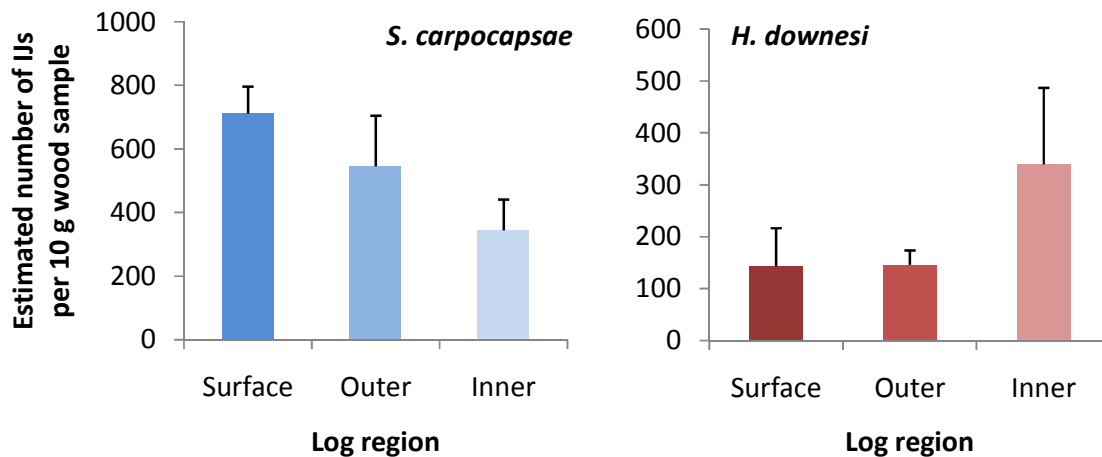 Estimated number of IJs
per 10 g wood sample
S. carpocapsae
1000
800
600
400
200
0
Surface Outer Inner
Log region
H. downesi
600
500
400
300
200
100
0
Surface Outer Inner
Log region